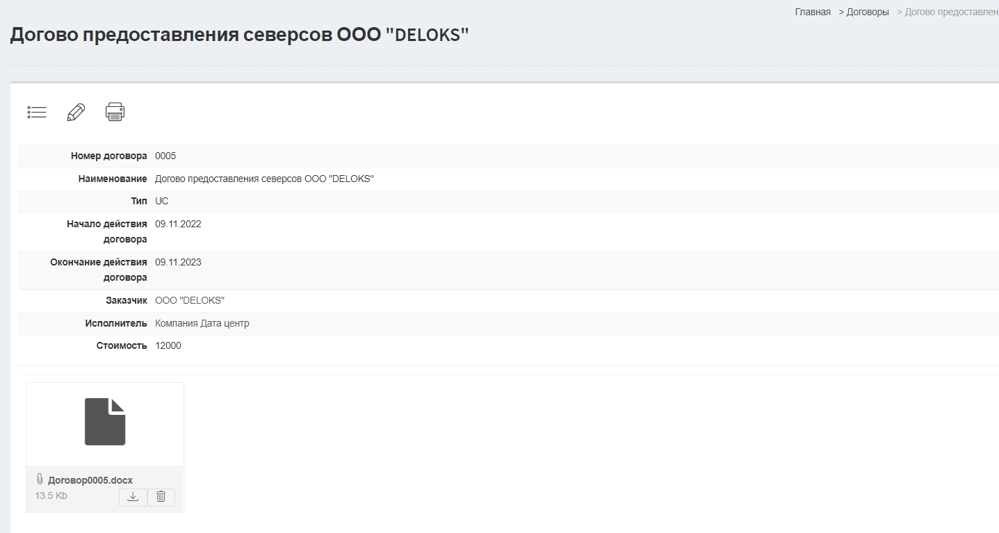 Главная > Договоры > Догово предоставлен
Догово предоставления северсов ООО "DELOKS"
Номер договора 0005
Наименование Догово предоставления северсов ООО "DELOKS"
Тип UC
Начало действия 09.11.2022
договора
Окончание действия 09.11.2023
договора
Заказчик ООО "DELOKS"
Исполнитель Компания Дата центр
Стоимость 12000
Договор0005.docx
13.5 Kb